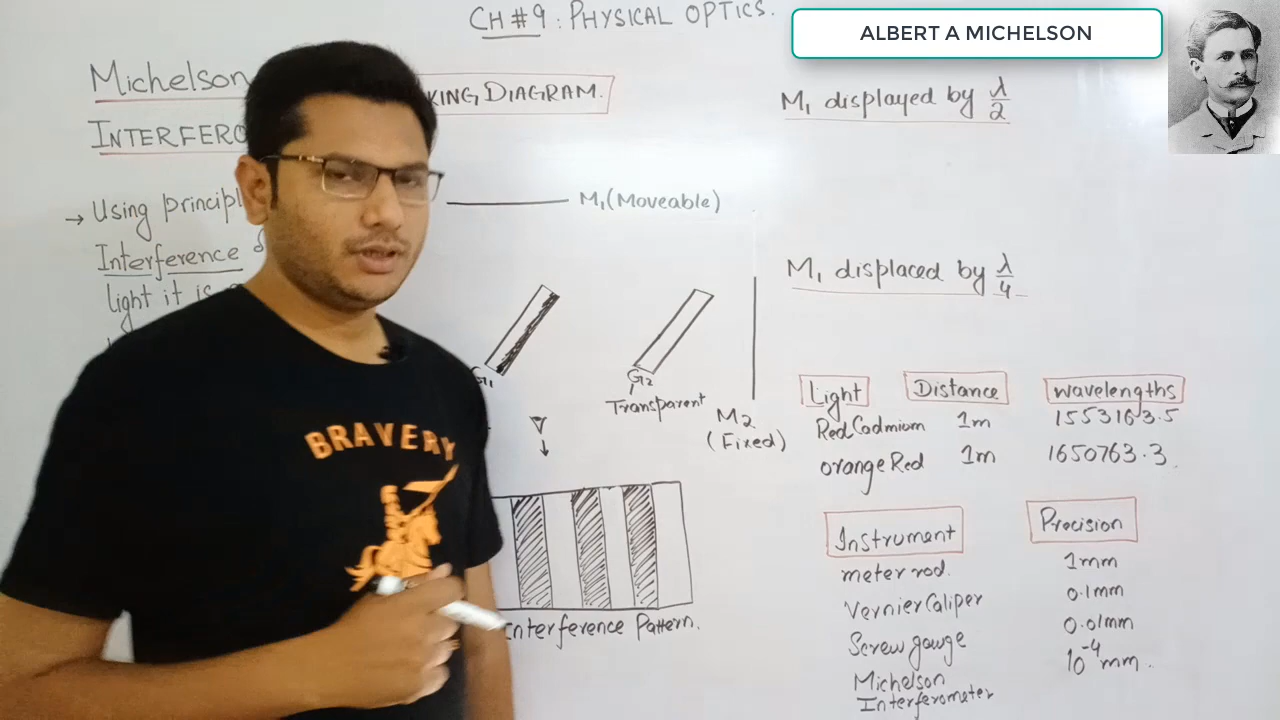 CH # 9 : PHYSICAL OPTICS.
ALBERT A MICHELSON
Michelson
INTERFERO
KING DIAGRAM.
→ Using principl
Interference
light it is
M₁ (Moveable)
G₁
G₂
Transparent
M₂
(Fixed)
Interference Pattern.
BRAVERY
M₁ displayed by λ/2
M₁ displaced by λ/4
Light Distance wavelengths
Red Cadmium 1m 1553163.5
orange Red 1m 1650763.3
Instrument Precision
meter rod. 1mm
Vernier Caliper 0.1mm
Screw gauge 0.01mm
Michelson 10⁻⁴mm.
Interferometer